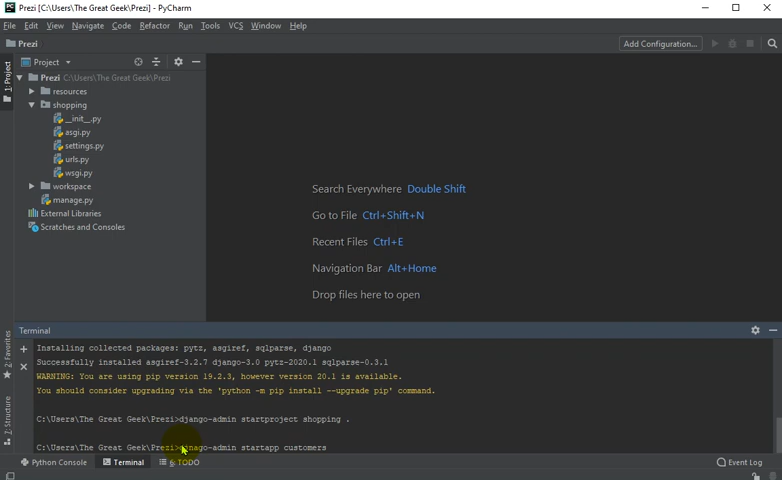 Prezi [C:\Users\The Great Geek\Prezi] - PyCharm
File Edit View Navigate Code Refactor Run Tools VCS Window Help
Prezi
Add Configuration...
1: Project
Project
Prezi C:\Users\The Great Geek\Prezi
resources
shopping
__init__.py
asgi.py
settings.py
urls.py
wsgi.py
workspace
manage.py
External Libraries
Scratches and Consoles
Search Everywhere Double Shift
Go to File Ctrl+Shift+N
Recent Files Ctrl+E
Navigation Bar Alt+Home
Drop files here to open
2: Favorites
Z: Structure
Terminal
Installing collected packages: pytz, asgiref, sqlparse, django
Successfully installed asgiref-3.2.7 django-3.0 pytz-2020.1 sqlparse-0.3.1
WARNING: You are using pip version 19.2.3, however version 20.1 is available.
You should consider upgrading via the 'python -m pip install --upgrade pip' command.
C:\Users\The Great Geek\Prezi>django-admin startproject shopping .
C:\Users\The Great Geek\Prezi>django-admin startapp customers
Python Console Terminal 6: TODO
Event Log